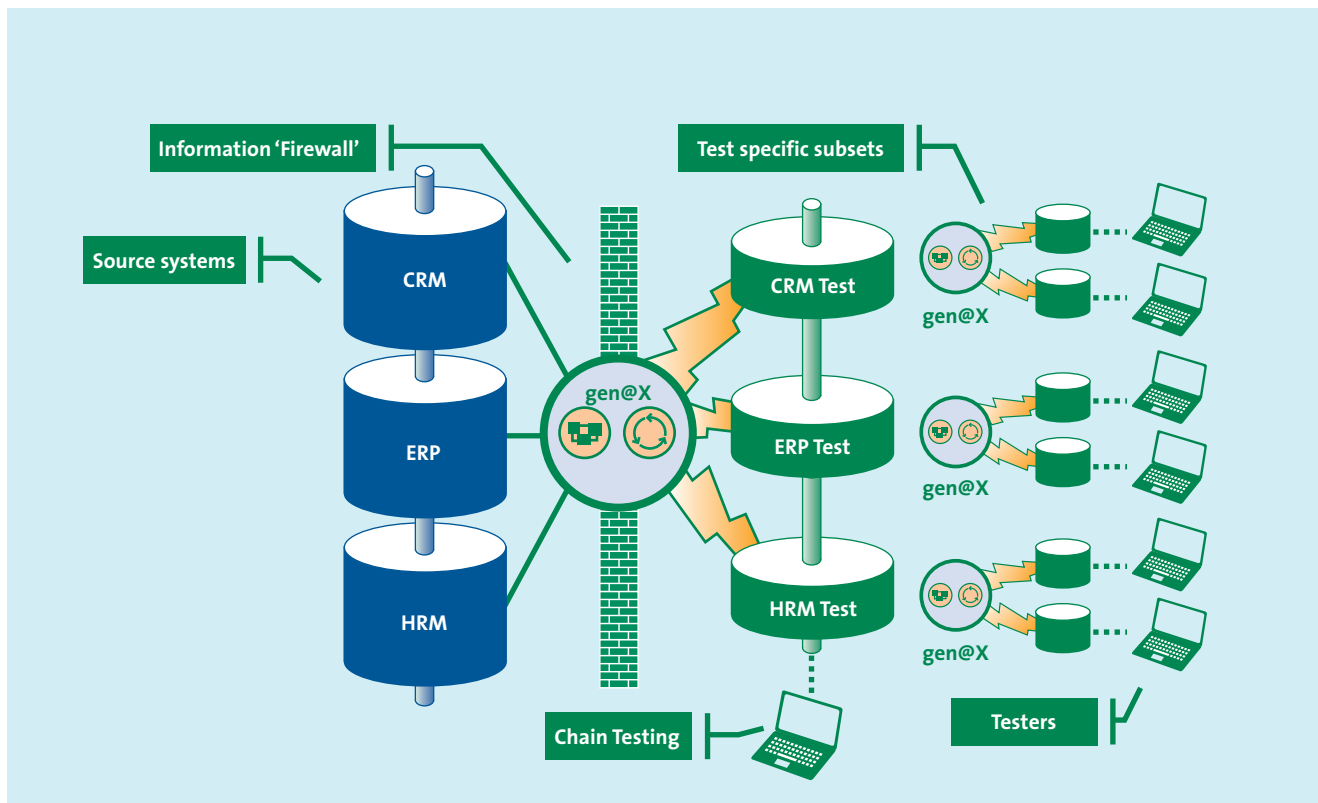 Information ‘Firewall’
Test specific subsets
Source systems
CRM
CRM Test
gen@X
gen@X
ERP
ERP Test
gen@X
HRM
HRM Test
gen@X
Chain Testing
Testers